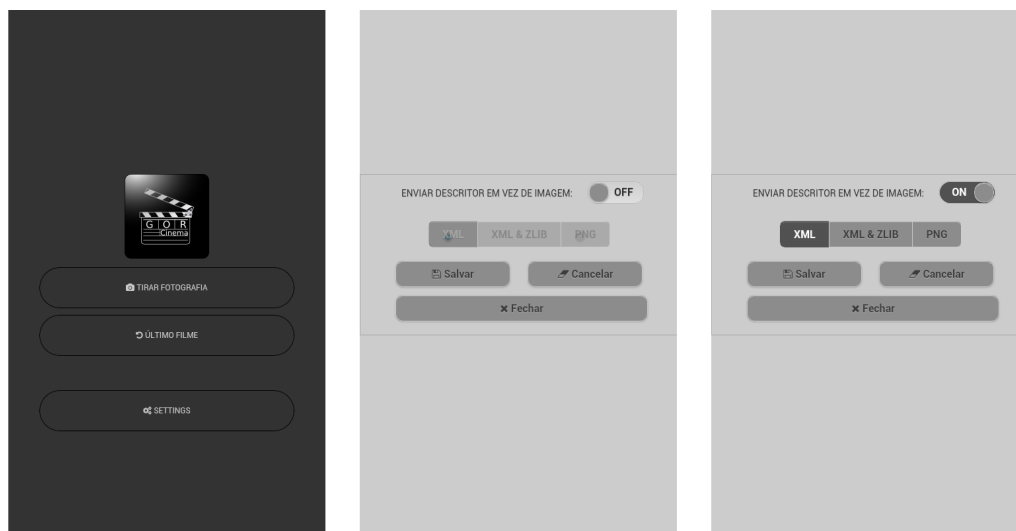 G O R
Cinema
TIRAR FOTOGRAFIA
ÚLTIMO FILME
SETTINGS
ENVIAR DESCRITOR EM VEZ DE IMAGEM: OFF
XML XML & ZLIB PNG
Salvar Cancelar
Fechar
ENVIAR DESCRITOR EM VEZ DE IMAGEM: ON
XML XML & ZLIB PNG
Salvar Cancelar
Fechar